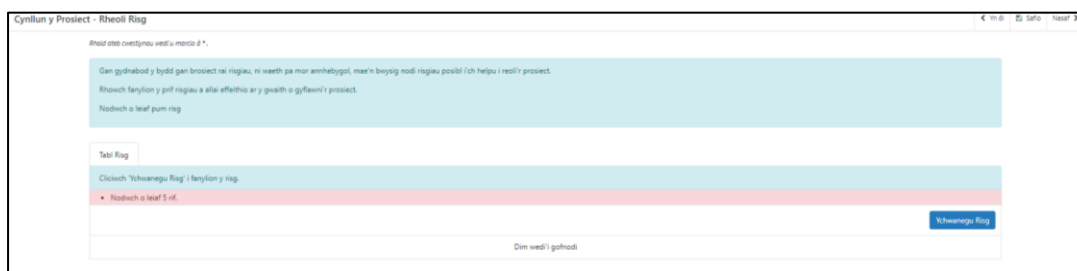 Cynllun y Prosiect - Rheoli Risg
Yn ôl Safio Nesaf
Rhaid ateb cwestiynau wedi'u marcio â *.
Gan gydnabod y bydd gan brosiect rai risgiau, ni waeth pa mor annhebygol, mae'n bwysig nodi risgiau posibl i'ch helpu i reoli'r prosiect.
Rhowch fanylion y prif risgiau a allai effeithio ar y gwaith o gyflawni'r prosiect.
Nodwch o leiaf pum risg
Tabl Risg
Cliciwch 'Ychwanegu Risg' i fanylion y risg.
• Nodwch o leiaf 5 rif.
Ychwanegu Risg
Dim wedi'i gofnodi